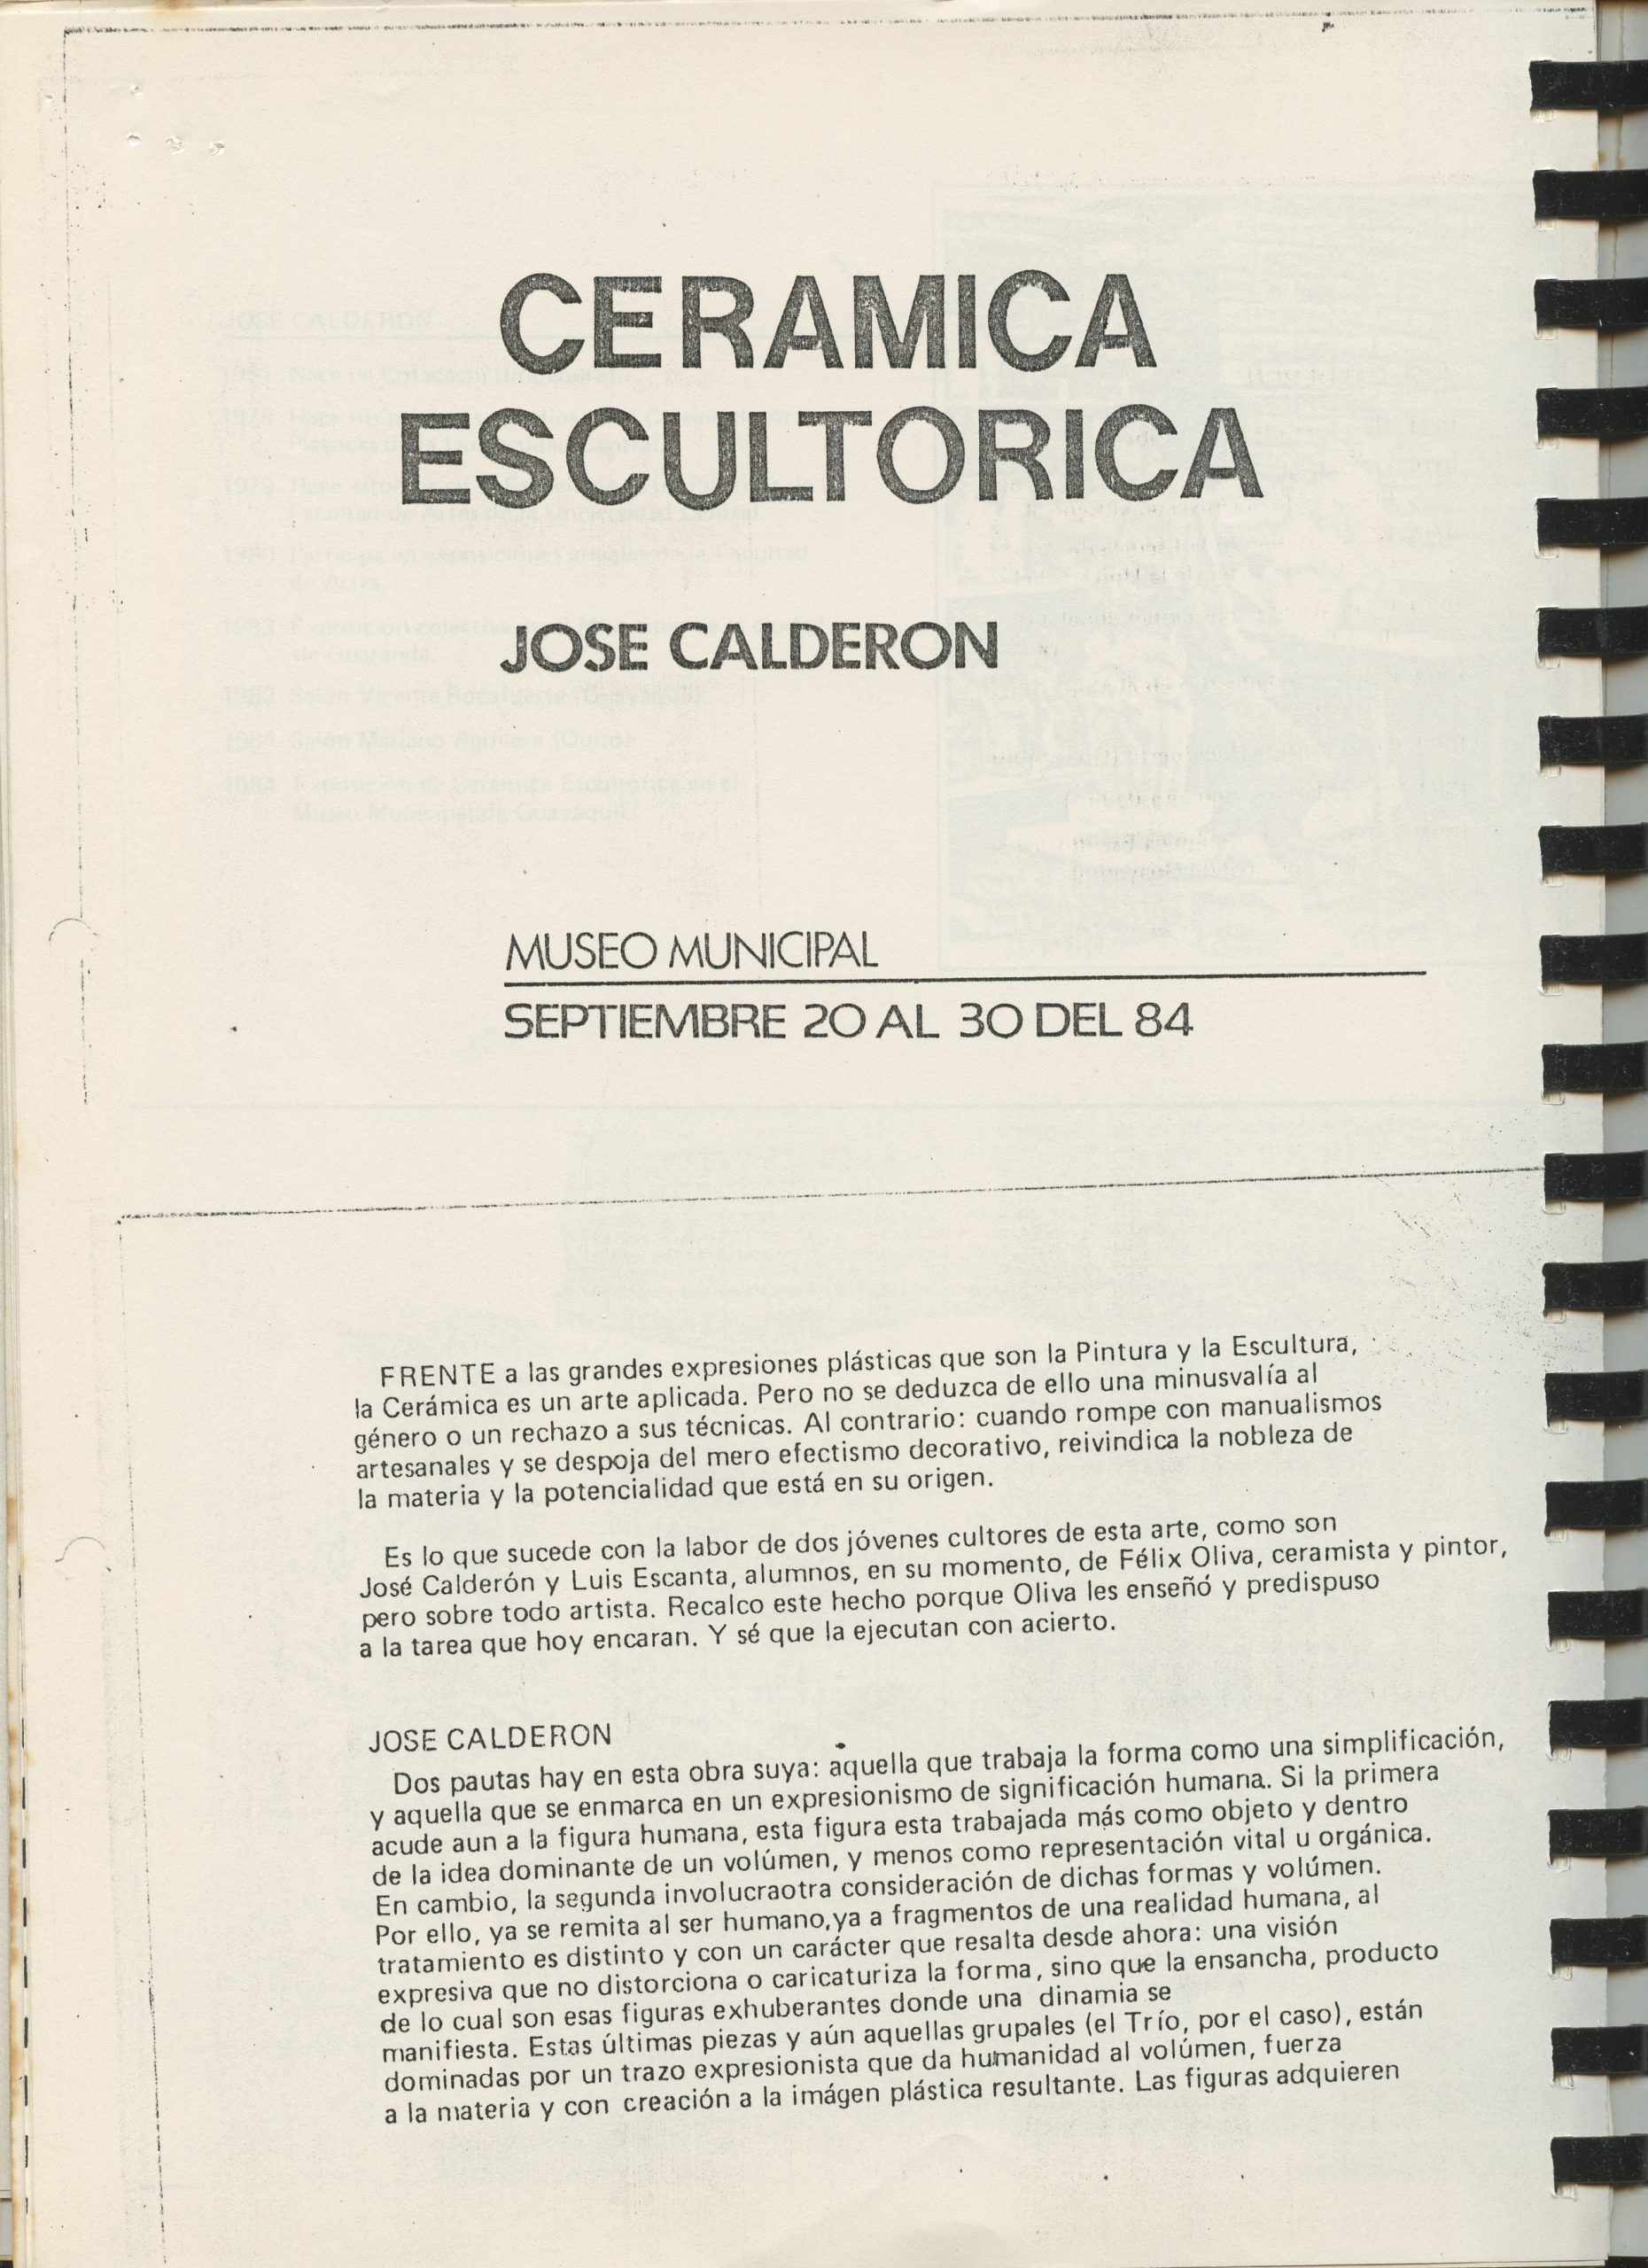 CERAMICA
ESCULTORICA
JOSE CALDERON
MUSEO MUNICIPAL
SEPTIEMBRE 20 AL 30 DEL 84
FRENTE a las grandes expresiones plásticas que son la Pintura y la Escultura,
la Cerámica es un arte aplicada. Pero no se deduzca de ello una minusvalía al
género o un rechazo a sus técnicas. Al contrario: cuando rompe con manualismos
artesanales y se despoja del mero efectismo decorativo, reivindica la nobleza de
la materia y la potencialidad que está en su origen.
Es lo que sucede con la labor de dos jóvenes cultores de esta arte, como son
José Calderón y Luis Escanta, alumnos, en su momento, de Félix Oliva, ceramista y pintor,
pero sobre todo artista. Recalco este hecho porque Oliva les enseñó y predispuso
a la tarea que hoy encaran. Y sé que la ejecutan con acierto.
JOSE CALDERON
Dos pautas hay en esta obra suya: aquella que trabaja la forma como una simplificación,
y aquella que se enmarca en un expresionismo de significación humana. Si la primera
acude aun a la figura humana, esta figura esta trabajada más como objeto y dentro
de la idea dominante de un volúmen, y menos como representación vital u orgánica.
En cambio, la segunda involucraotra consideración de dichas formas y volúmen.
Por ello, ya se remita al ser humano,ya a fragmentos de una realidad humana, al
tratamiento es distinto y con un carácter que resalta desde ahora: una visión
expresiva que no distorciona o caricaturiza la forma, sino que la ensancha, producto
de lo cual son esas figuras exhuberantes donde una dinamia se
manifiesta. Estas últimas piezas y aún aquellas grupales (el Trío, por el caso), están
dominadas por un trazo expresionista que da humanidad al volúmen, fuerza
a la materia y con creación a la imágen plástica resultante. Las figuras adquieren